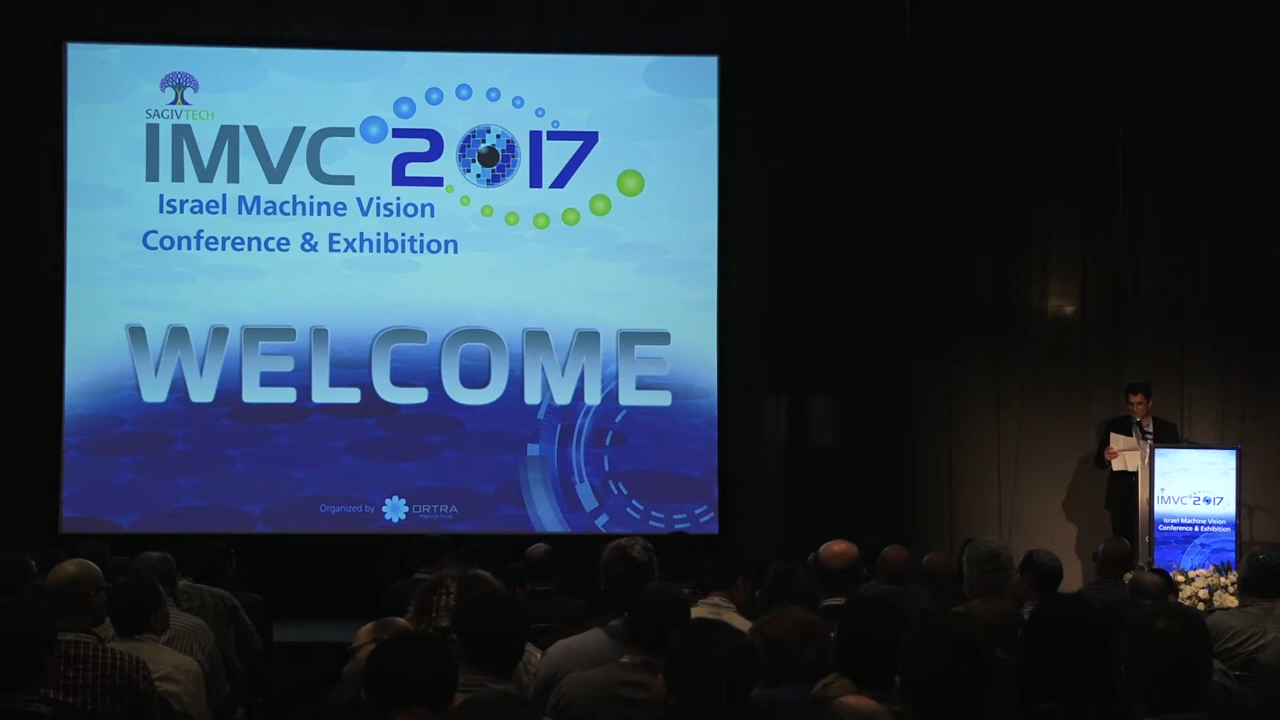 SAGIVTECH
IMVC 2017
Israel Machine Vision
Conference & Exhibition
WELCOME
Organized by ORTRA
IMVC 2017
Israel Machine Vision
Conference & Exhibition